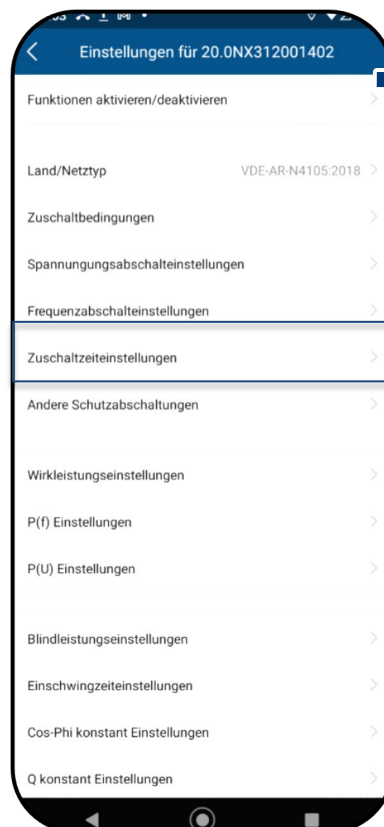 Einstellungen für 20.0NX312001402
Funktionen aktivieren/deaktivieren
Land/Netztyp VDE-AR-N4105:2018
Zuschaltbedingungen
Spannungungsabschalteinstellungen
Frequenzabschalteinstellungen
Zuschaltzeiteinstellungen
Andere Schutzabschaltungen
Wirkleistungseinstellungen
P(f) Einstellungen
P(U) Einstellungen
Blindleistungseinstellungen
Einschwingzeiteinstellungen
Cos-Phi konstant Einstellungen
Q konstant Einstellungen